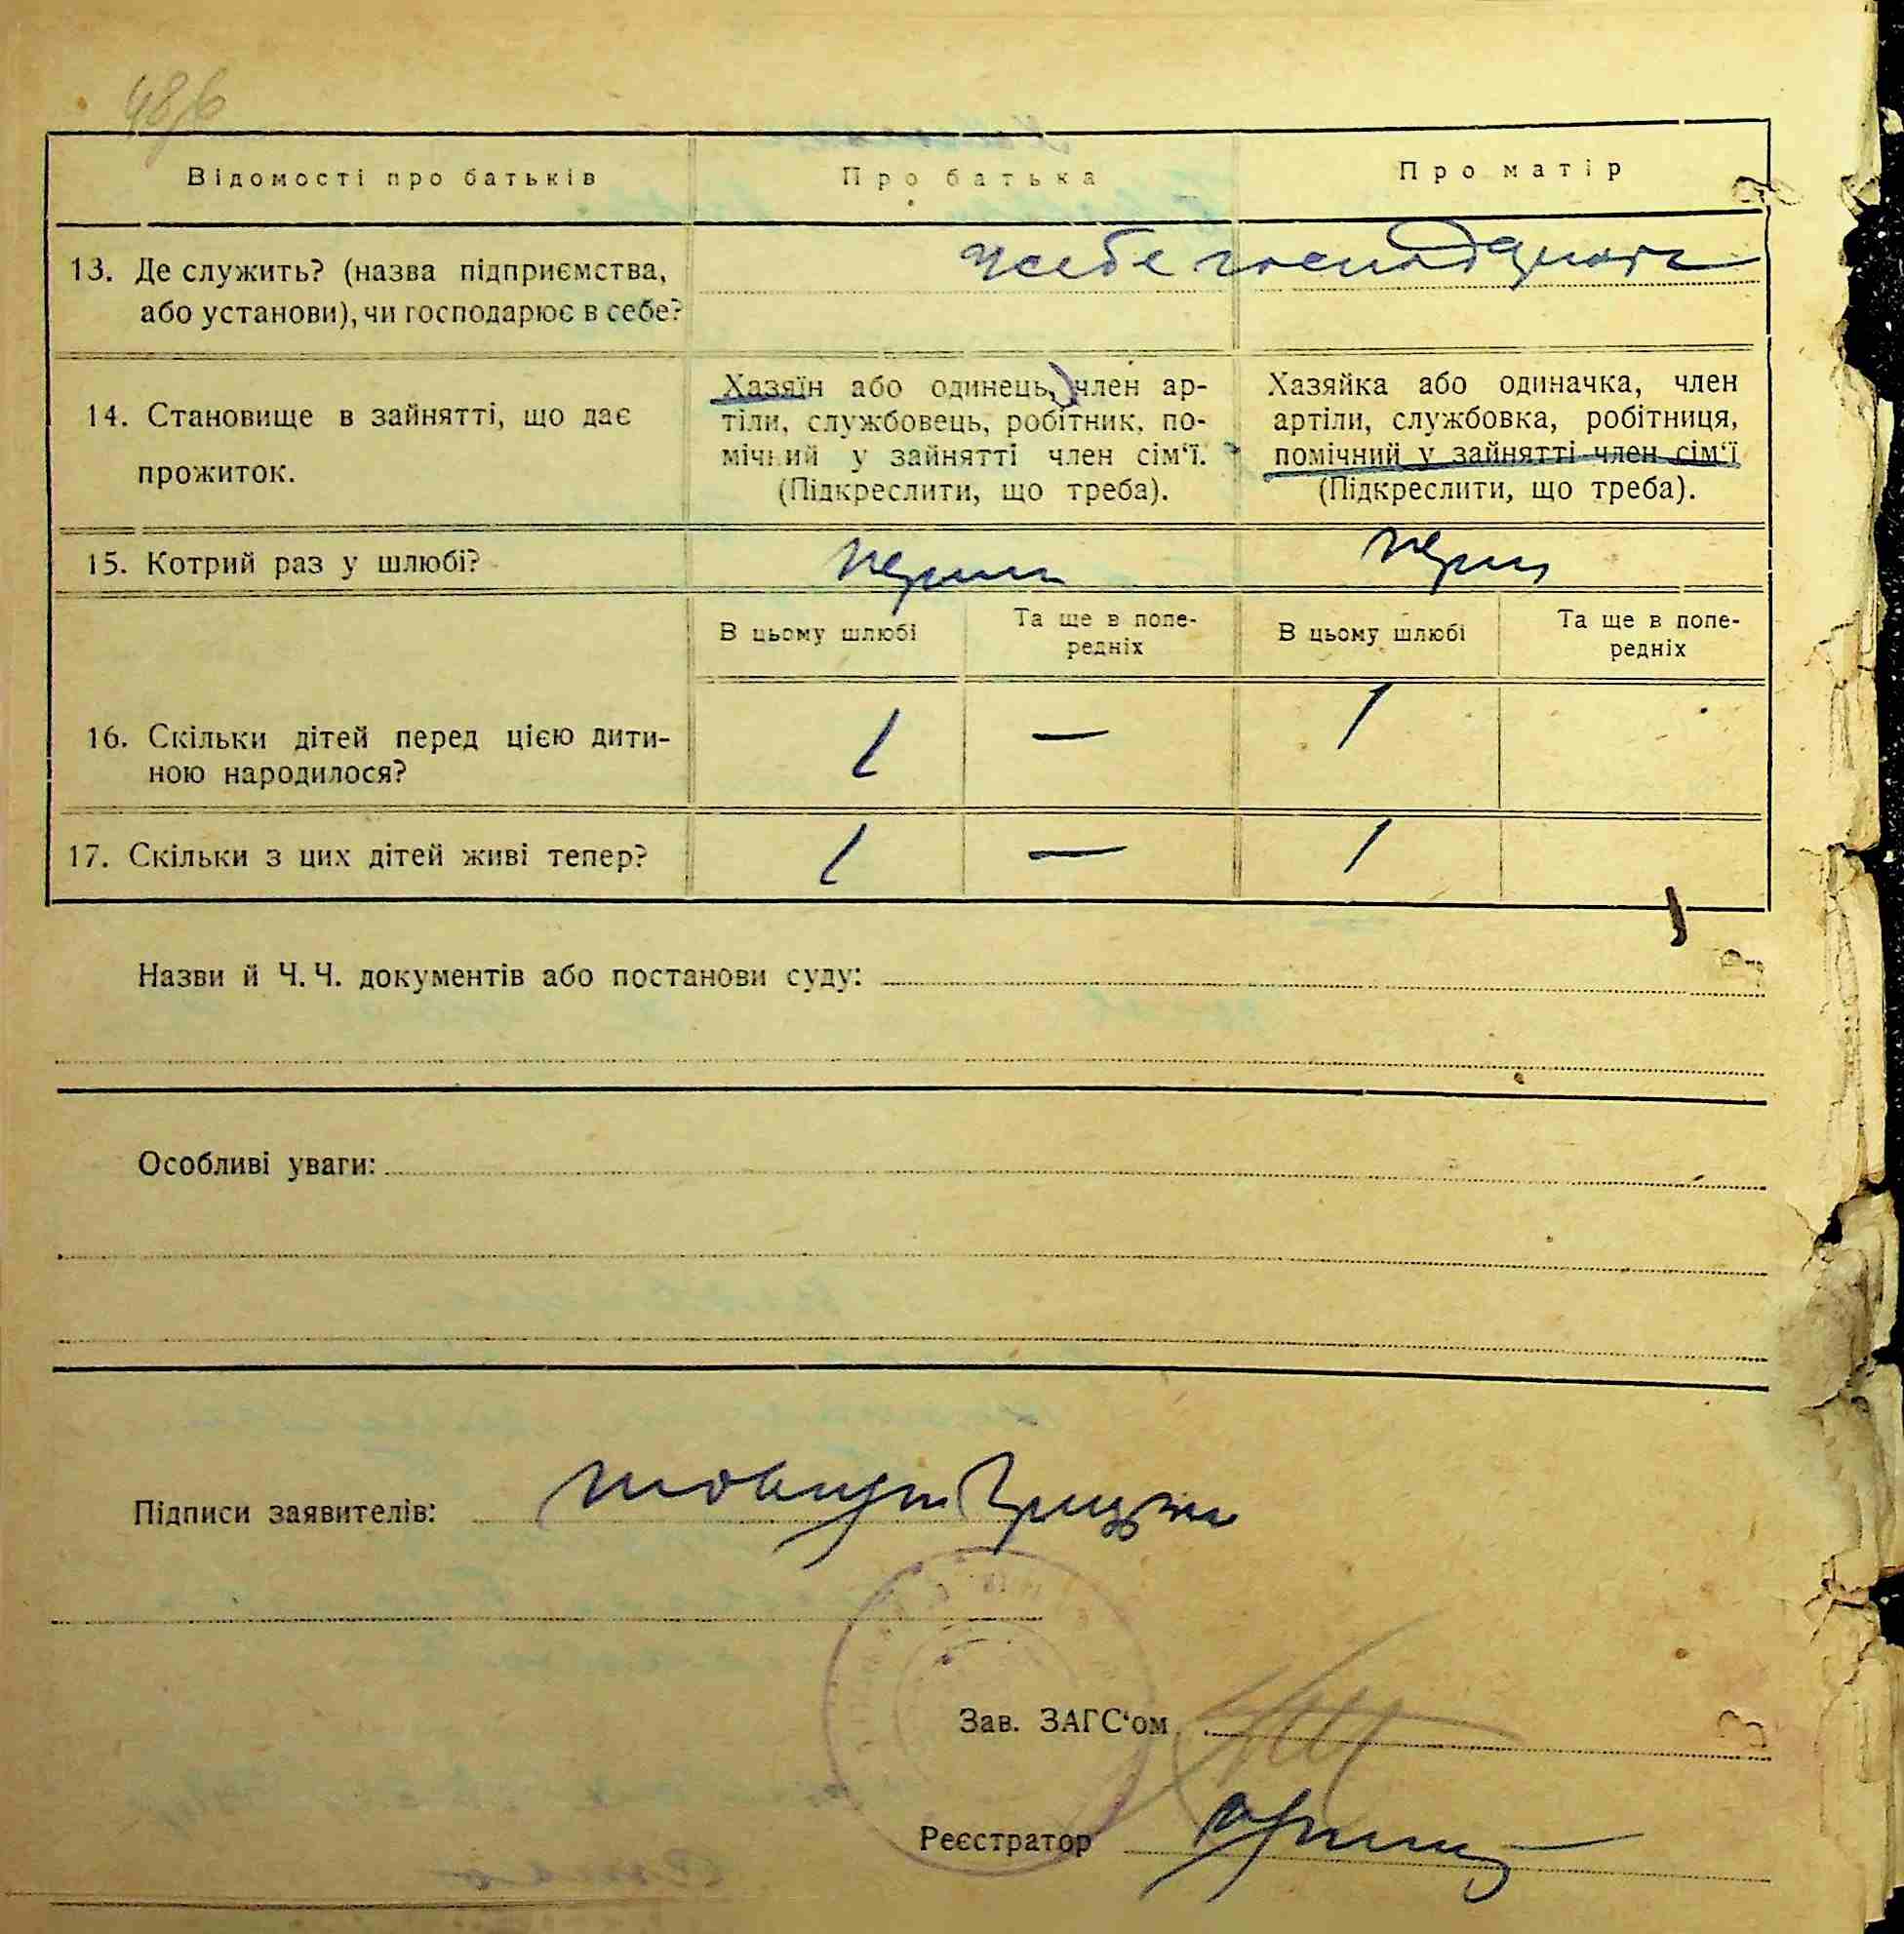 Відомості про батьків Про батька Про матір
13. Де служить? (назва підприємства, у себе господарюють
або установи), чи господарює в себе?
Хазяїн або одинець, член ар- Хазяйка або одиначка, член
14. Становище в зайнятті, що дає тіли, службовець, робітник, по- артіли, службовка, робітниця,
мічний у зайнятті член сім‘ї. помічний у зайнятті член сім‘ї
прожиток. (Підкреслити, що треба). (Підкреслити, що треба).
15. Котрий раз у шлюбі?
В цьому шлюбі Та ще в попе- В цьому шлюбі Та ще в попе-
редніх редніх
16. Скільки дітей перед цією дити- 1 — 1
ною народилося?
17. Скільки з цих дітей живі тепер? 1 — 1
Назви й Ч. Ч. документів або постанови суду:
Особливі уваги:
Підписи заявителів:
Зав. ЗАГС‘ом
Реєстратор